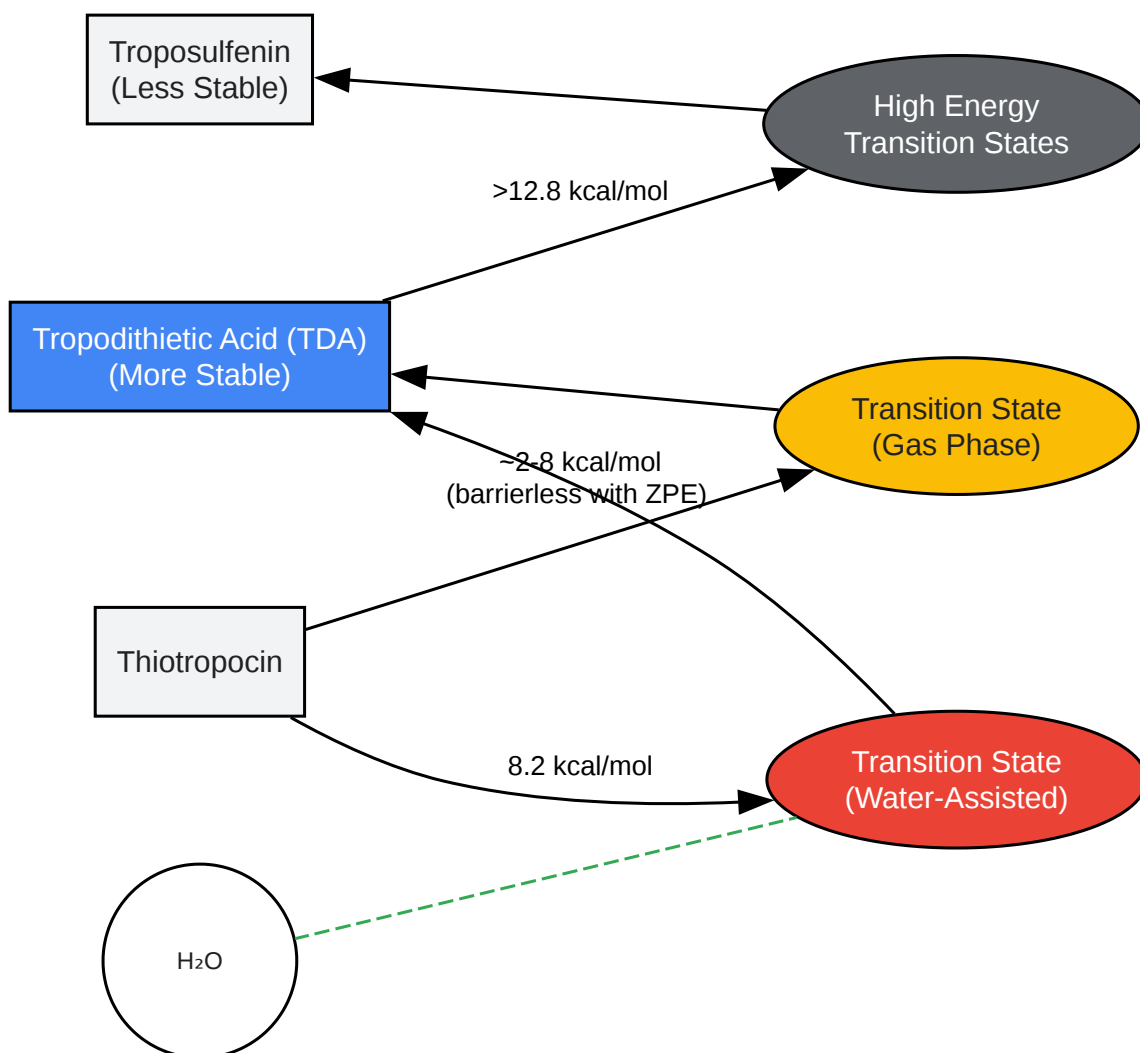 Troposulfenin
(Less Stable)
High Energy
Transition States
>12.8 kcal/mol
Tropodithietic Acid (TDA)
(More Stable)
Transition State
(Gas Phase)
~2-8 kcal/mol
(barrierless with ZPE)
Thiotropocin
8.2 kcal/mol
Transition State
(Water-Assisted)
H₂O